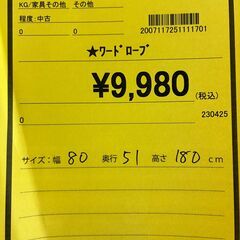 KG/家具その他 その他
程度:中古
2007117251111701
0 0
★ﾜｰﾄﾞﾛｰﾌﾞ
¥9,980
(税込)
0 230425
サイズ:幅 80 奥行 51 高さ 180 cm